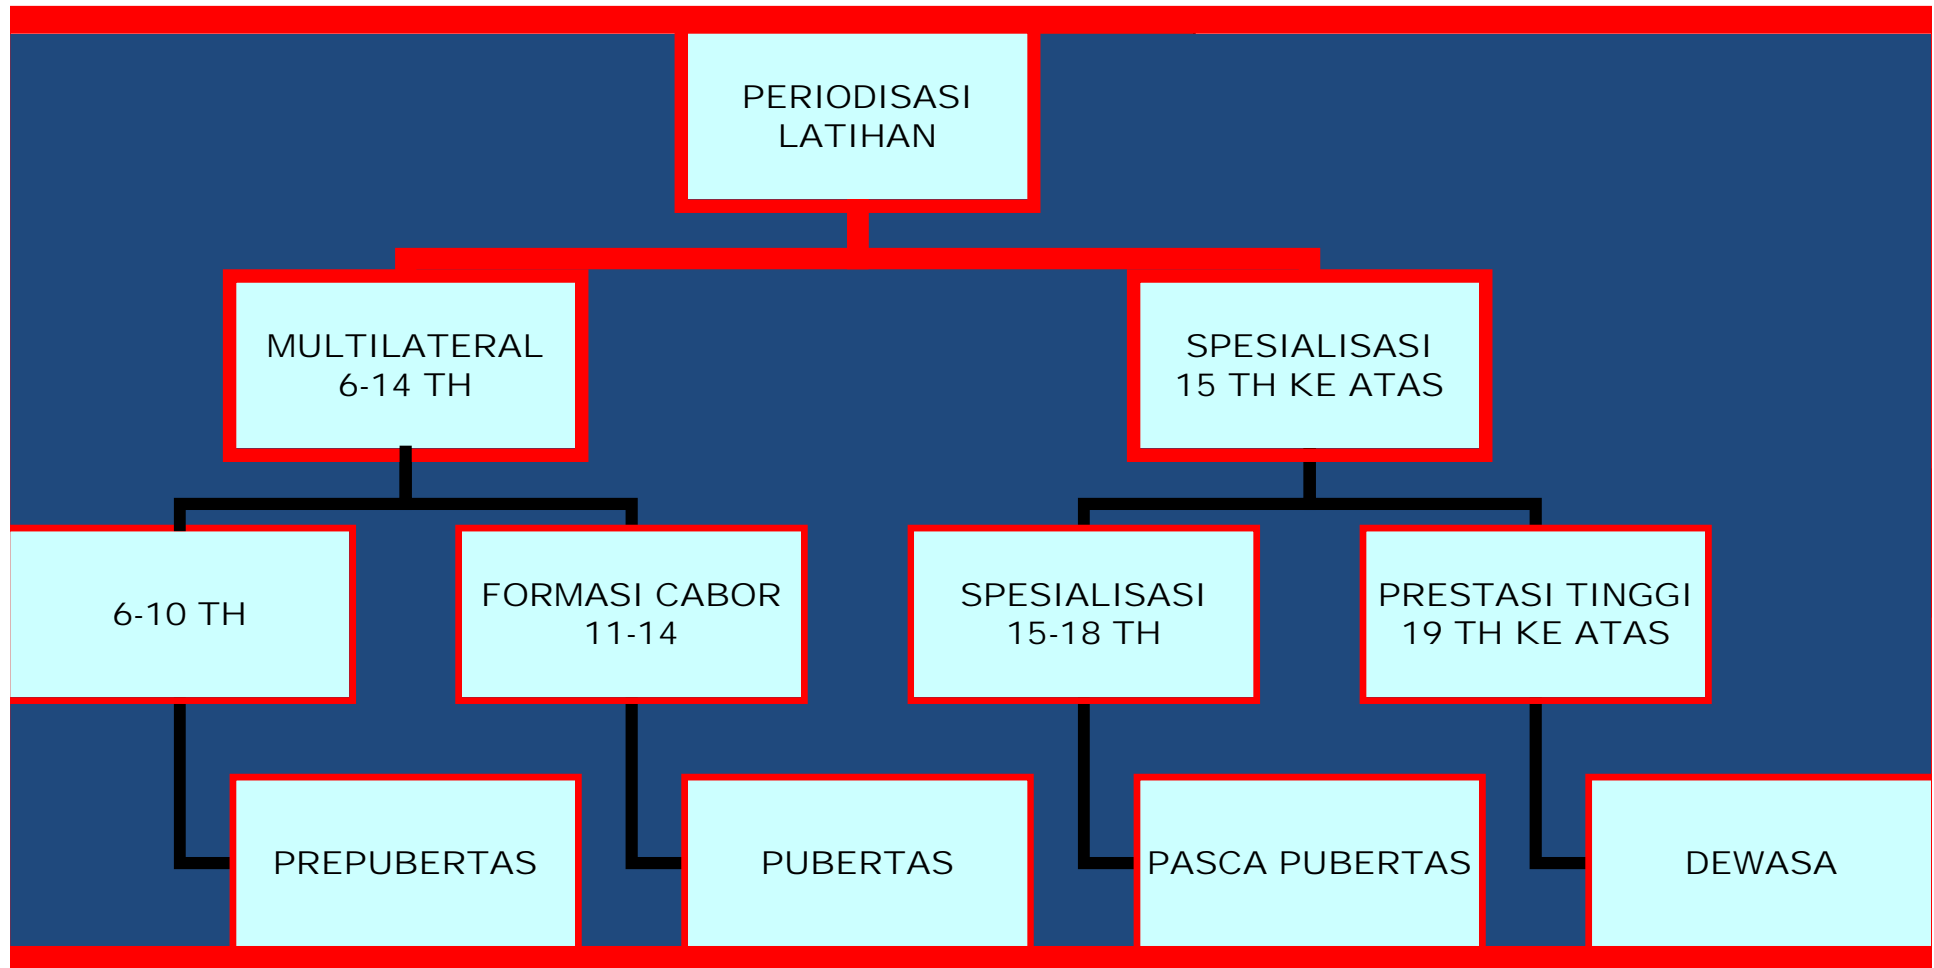 PERIODISASI
LATIHAN
MULTILATERAL
6-14 TH
SPESIALISASI
15 TH KE ATAS
6-10 TH
FORMASI CABOR
11-14
SPESIALISASI
15-18 TH
PRESTASI TINGGI
19 TH KE ATAS
PREPUBERTAS
PUBERTAS
PASCA PUBERTAS
DEWASA